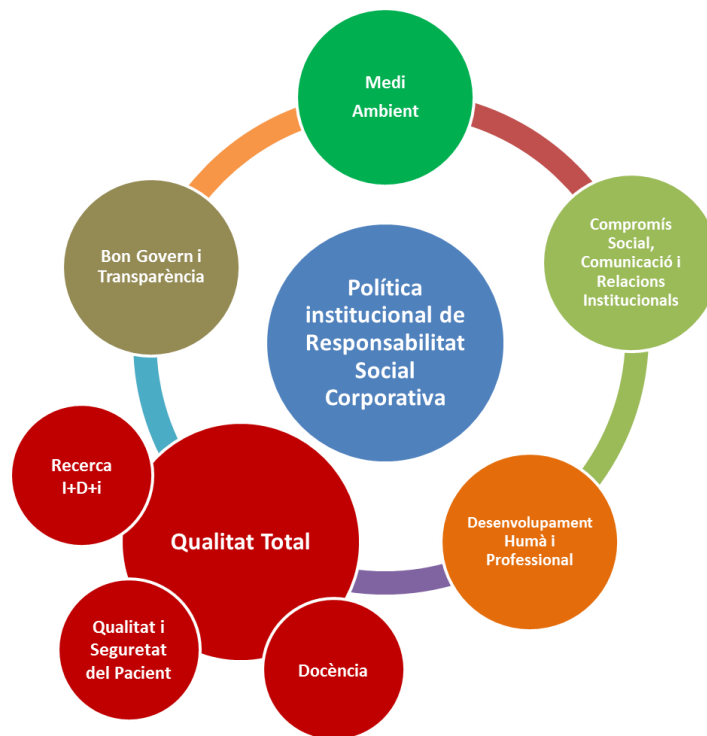 Medi
Ambient
Compromís
Social,
Comunicació i
Relacions
Institucionals
Bon Govern i
Transparència
Política
institucional de
Responsabilitat
Social
Corporativa
Recerca
I+D+i
Qualitat Total
Desenvolupament
Humà i
Professional
Qualitat i
Seguretat
del Pacient
Docència